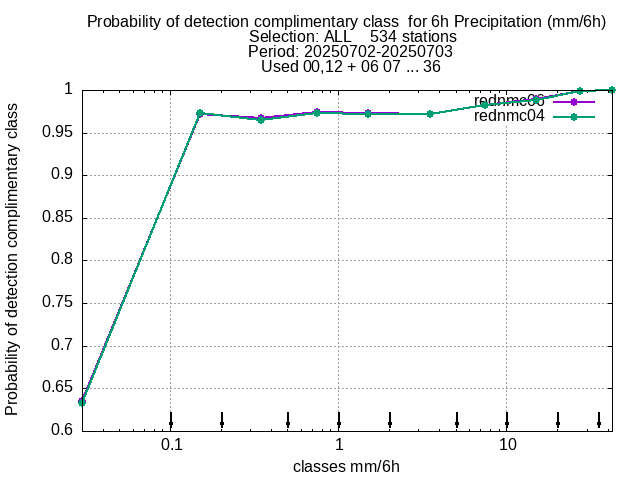 Probability of detection complimentary class  for 6h Precipitation (mm/6h)
Selection: ALL    534 stations
Period: 20250702-20250703
Used 00,12 + 06 07 ... 36
Probability of detection complimentary class
1
0.95
0.9
0.85
0.8
0.75
0.7
0.65
0.6
rednmc06
rednmc04
0.1
1
10
classes mm/6h